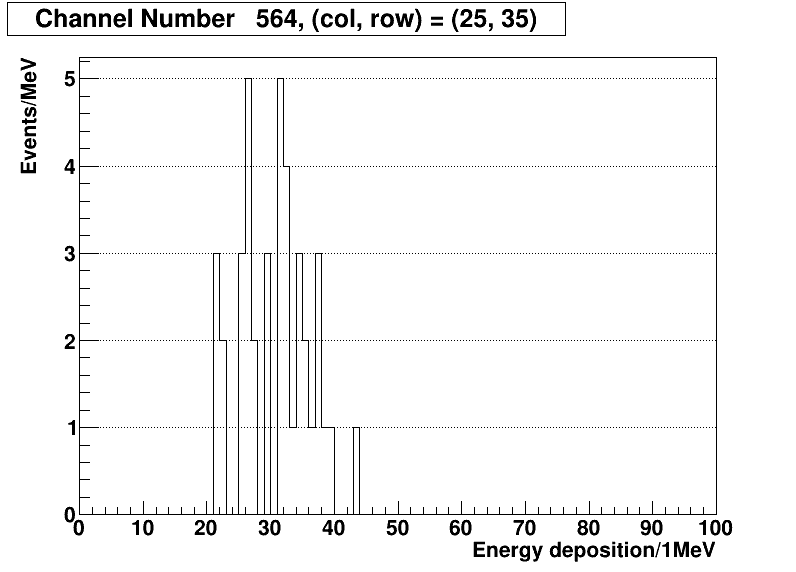 Channel Number 564, (col, row) = (25, 35)
Events/MeV
5
4
3
2
1
0
0 10 20 30 40 50 60 70 80 90 100
Energy deposition/1MeV